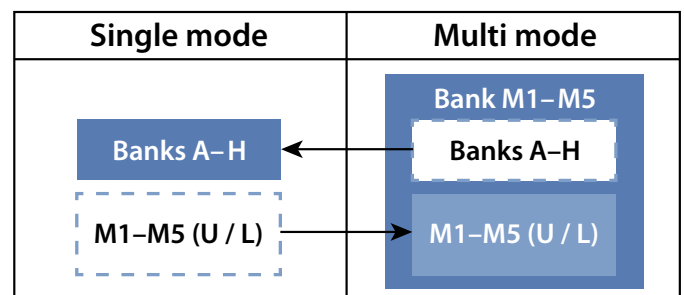 Single mode
Multi mode
Bank M1–M5
Banks A–H
Banks A–H
M1–M5 (U / L)
M1–M5 (U / L)